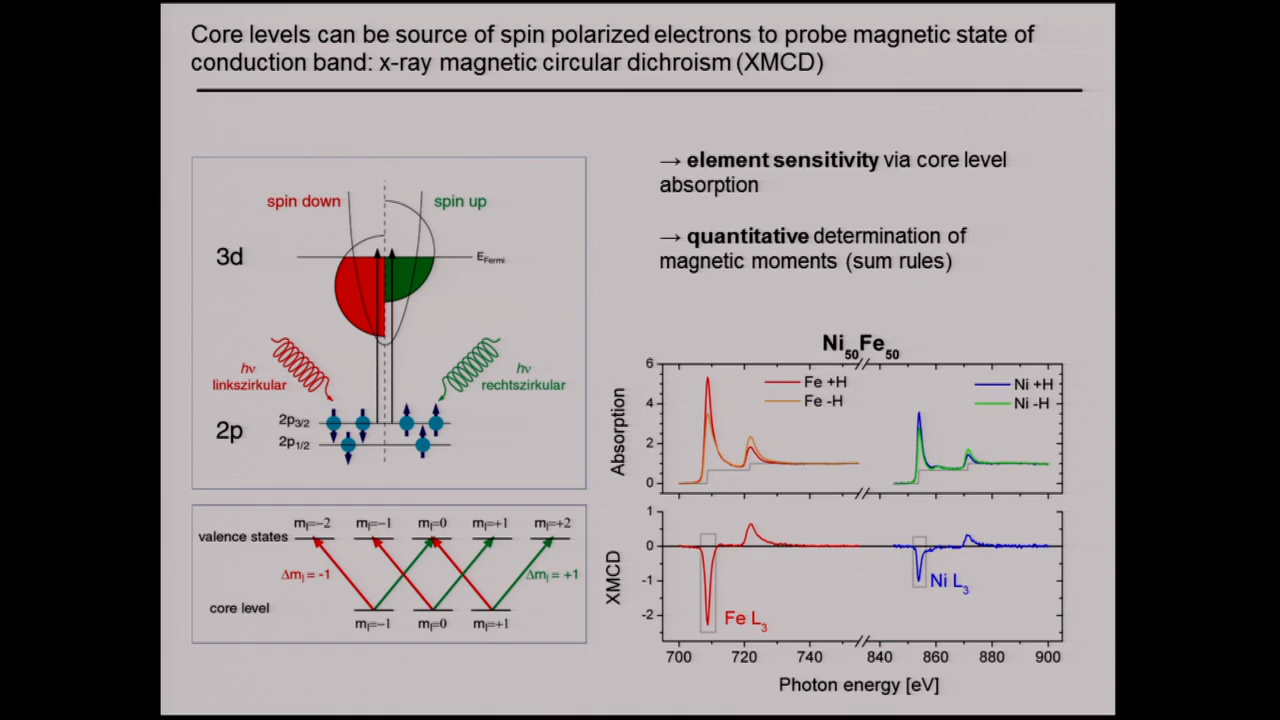 Core levels can be source of spin polarized electrons to probe magnetic state of
conduction band: x-ray magnetic circular dichroism (XMCD)
spin down
spin up
3d
E_Fermi
hν
linkszirkular
hν
rechtszirkular
2p
2p3/2
2p1/2
→ element sensitivity via core level
absorption
→ quantitative determination of
magnetic moments (sum rules)
valence states
m_l=−2
m_l=−1
m_l=0
m_l=+1
m_l=+2
Δm_l = -1
Δm_l = +1
core level
m_l=−1
m_l=0
m_l=+1
Ni50Fe50
Absorption
6
4
2
0
Fe +H
Fe -H
Ni +H
Ni -H
XMCD
1
0
-1
-2
Fe L3
Ni L3
700
720
740
840
860
880
900
Photon energy [eV]